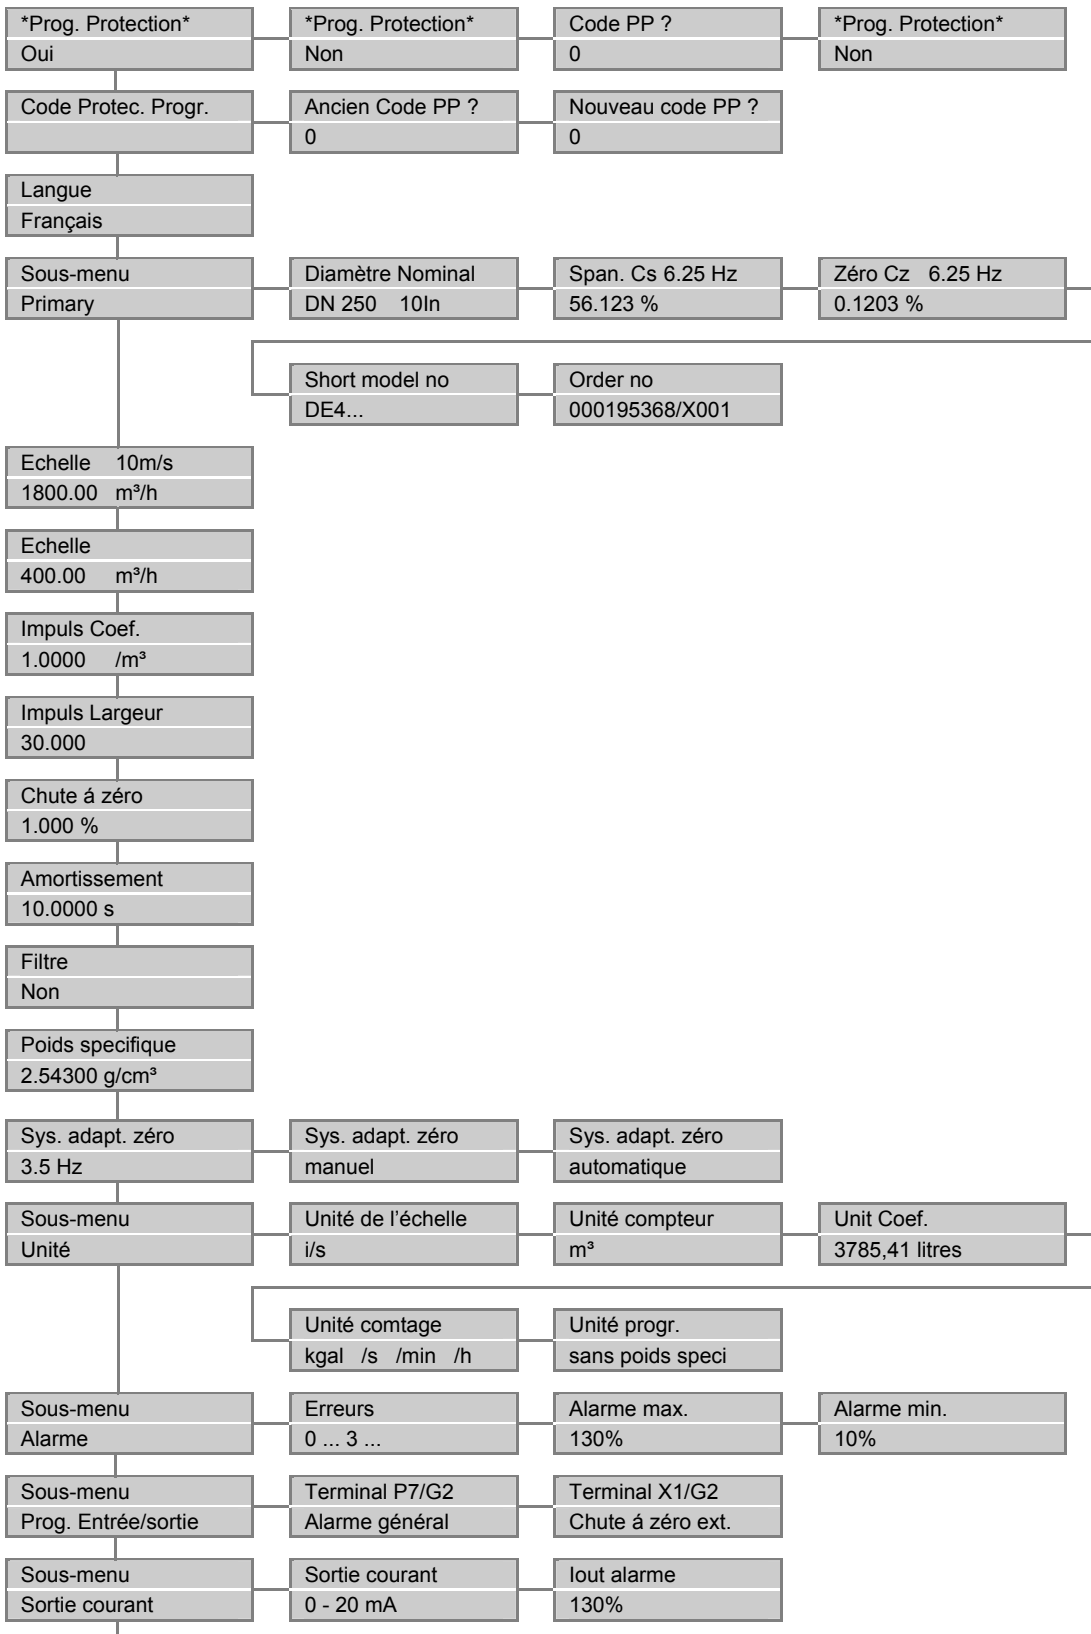 *Prog. Protection*
Oui
*Prog. Protection*
Non
Code PP ?
0
*Prog. Protection*
Non
Code Protec. Progr.
Ancien Code PP ?
0
Nouveau code PP ?
0
Langue
Français
Sous-menu
Primary
Diamètre Nominal
DN 250 10In
Span. Cs 6.25 Hz
56.123 %
Zéro Cz 6.25 Hz
0.1203 %
Short model no
DE4...
Order no
000195368/X001
Echelle 10m/s
1800.00 m³/h
Echelle
400.00 m³/h
Impuls Coef.
1.0000 /m³
Impuls Largeur
30.000
Chute á zéro
1.000 %
Amortissement
10.0000 s
Filtre
Non
Poids specifique
2.54300 g/cm³
Sys. adapt. zéro
3.5 Hz
Sys. adapt. zéro
manuel
Sys. adapt. zéro
automatique
Sous-menu
Unité
Unité de l’échelle
i/s
Unité compteur
m³
Unit Coef.
3785,41 litres
Unité comtage
kgal /s /min /h
Unité progr.
sans poids speci
Sous-menu
Alarme
Erreurs
0 ... 3 ...
Alarme max.
130%
Alarme min.
10%
Sous-menu
Prog. Entrée/sortie
Terminal P7/G2
Alarme général
Terminal X1/G2
Chute á zéro ext.
Sous-menu
Sortie courant
Sortie courant
0 - 20 mA
Iout alarme
130%